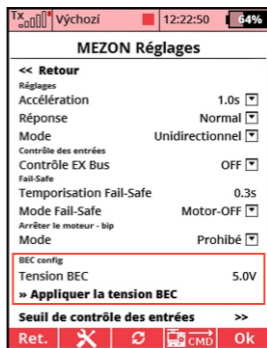 Tx Výchozí 12:22:50 64%
MEZON Réglages
<< Retour
Réglages
Accélération 1.0s
Réponse Normal
Mode Unidirectionnel
Contrôle des entrées
Contrôle EX Bus OFF
Fail-Safe
Temporisation Fail-Safe 0.3s
Mode Fail-Safe Motor-OFF
Arrêter le moteur - bip
Mode Prohibé
BEC config
Tension BEC 5.0V
» Appliquer la tension BEC
Seuil de contrôle des entrées >>
Ret. CMD Ok